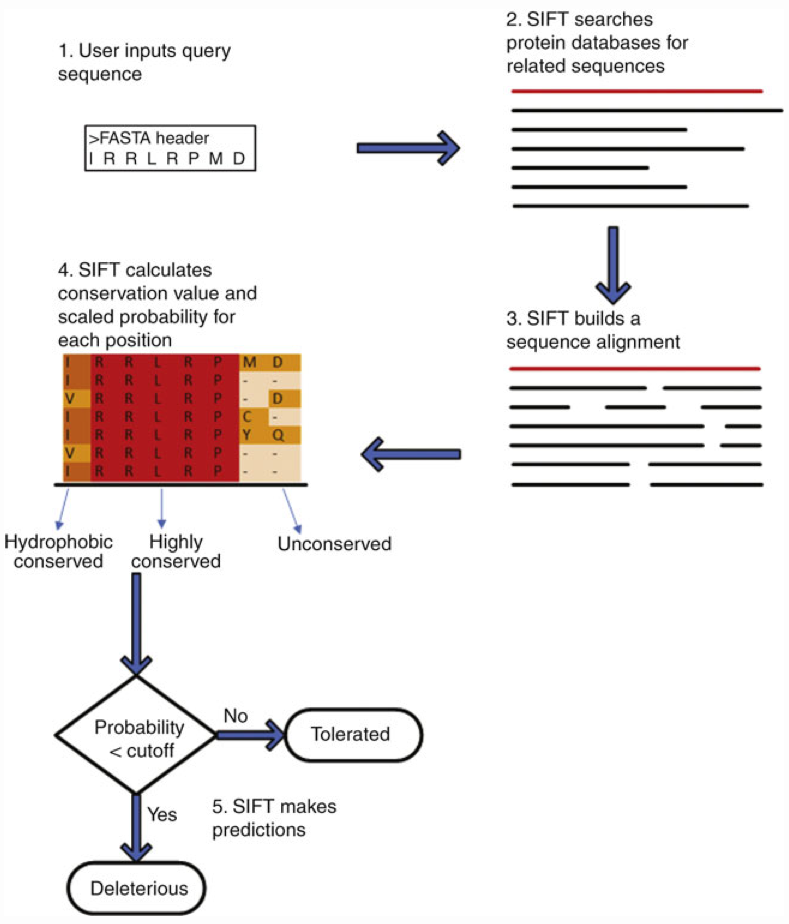 1. User inputs query
sequence
>FASTA header
I R R L R P M D
2. SIFT searches
protein databases for
related sequences
3. SIFT builds a
sequence alignment
4. SIFT calculates
conservation value and
scaled probability for
each position
I R R L R P M D
I R R L R P - -
V R R L R P - D
I R R L R P C -
I R R L R P Y Q
V R R L R P - -
I R R L R P - -
Hydrophobic
conserved
Highly
conserved
Unconserved
Probability
< cutoff
No
Tolerated
Yes
5. SIFT makes
predictions
Deleterious